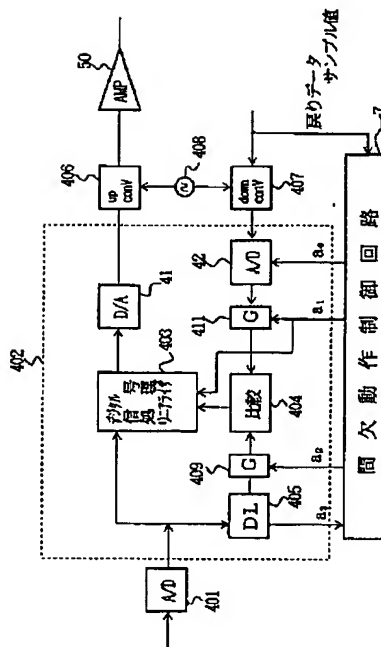 402
50
AMP
406
up
conV
408
戻りデータ
サンプル値
down
conV
407
41
D/A
403
デジタル
信号処理
リニアライザ
42
A/D
411
G
比較
404
409
G
DL
405
A/D
401
a₀
a₁
a₂
a₃
間欠動作制御回路
7